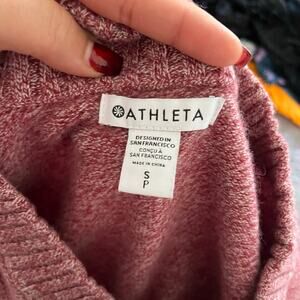 ATHLETA
DESIGNED IN
SAN FRANCISCO
CONÇU À
SAN FRANCISCO
MADE IN CHINA
S
P